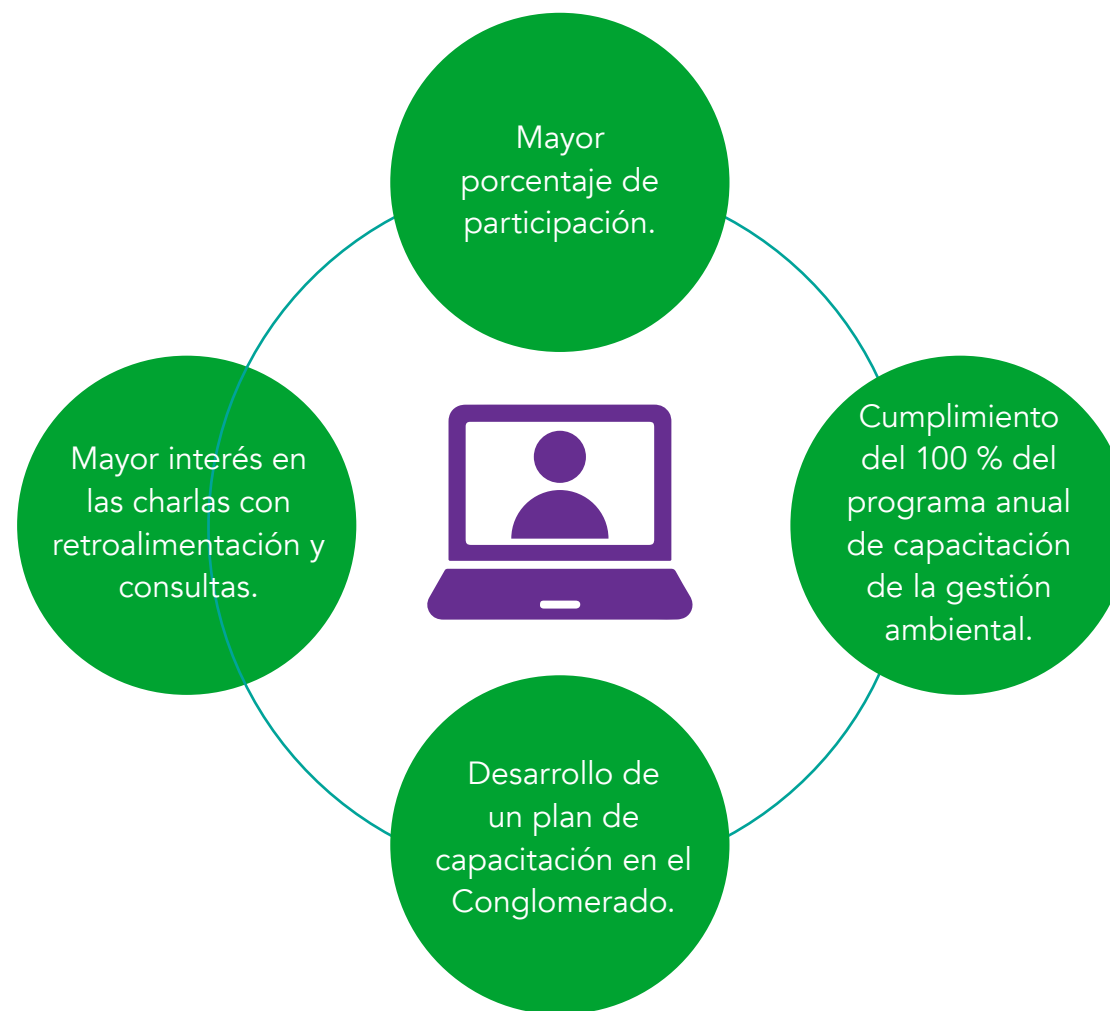 Mayor
porcentaje de
participación.
Cumplimiento
del 100 % del
programa anual
de capacitación
de la gestión
ambiental.
Desarrollo de
un plan de
capacitación en el
Conglomerado.
Mayor interés en
las charlas con
retroalimentación y
consultas.